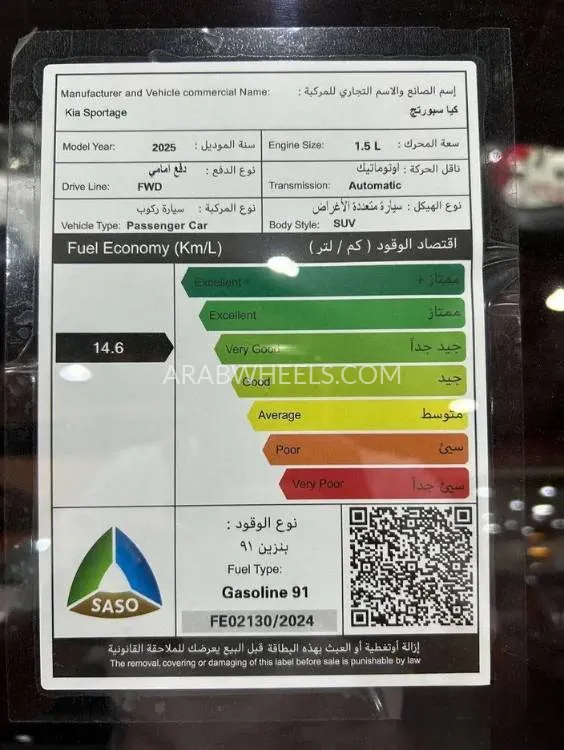 Manufacturer and Vehicle commercial Name: إسم الصانع والاسم التجاري للمركبة :
Kia Sportage كيا سبورتج
Model Year: 2025 سنة الموديل :
Engine Size: 1.5 L سعة المحرك :
نوع الدفع : دفع امامي
Drive Line: FWD
ناقل الحركة : اوتوماتيك
Transmission: Automatic
نوع المركبة : سيارة ركوب
Vehicle Type: Passenger Car
نوع الهيكل : سيارة متعددة الأغراض
Body Style: SUV
Fuel Economy (Km/L) اقتصاد الوقود ( كم / لتر )
Excellent+ ممتاز +
Excellent ممتاز
14.6
Very Good جيد جداً
ARABWHEELS.COM
Good جيد
Average متوسط
Poor سيئ
Very Poor سيئ جداً
نوع الوقود :
بنزين ٩١
Fuel Type:
Gasoline 91
SASO
FE02130/2024
إزالة أوتغطية أو العبث بهذه البطاقة قبل البيع يعرضك للملاحقة القانونية
The removal, covering or damaging of this label before sale is punishable by law